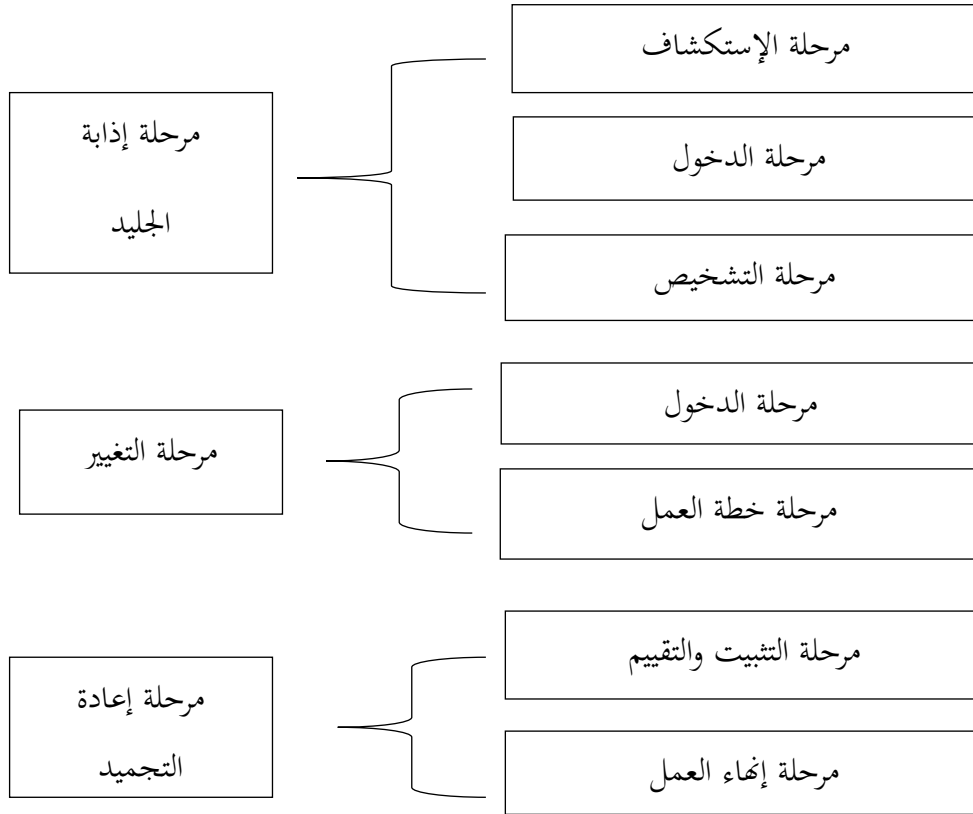 مرحلة الإستكشاف
مرحلة إذابة
الجليد
مرحلة الدخول
مرحلة التشخيص
مرحلة الدخول
مرحلة التغيير
مرحلة خطة العمل
مرحلة التثبيت والتقييم
مرحلة إعادة
التجميد
مرحلة إنهاء العمل